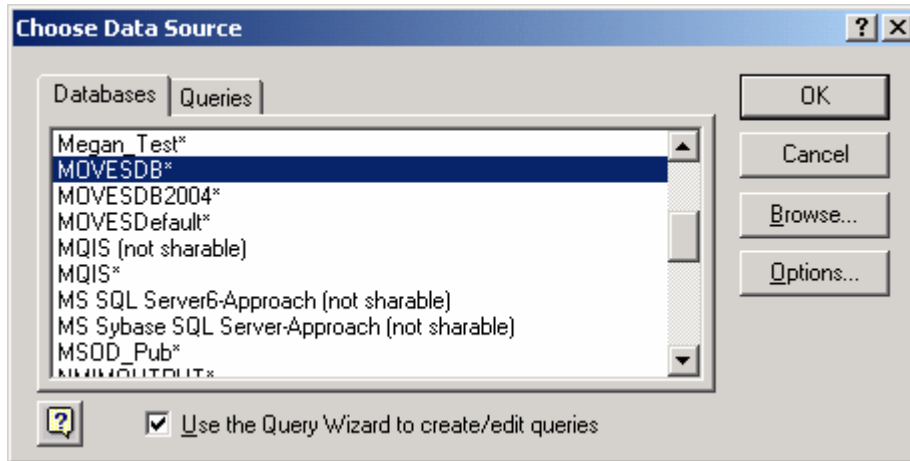 Choose Data Source
Databases Queries
OK
Megan_Test*
MOVESDB*
Cancel
MOVESDB2004*
MOVESDefault*
Browse...
MQIS (not sharable)
MQIS*
Options...
MS SQL Server6-Approach (not sharable)
MS Sybase SQL Server-Approach (not sharable)
MSOD_Pub*
Use the Query Wizard to create/edit queries